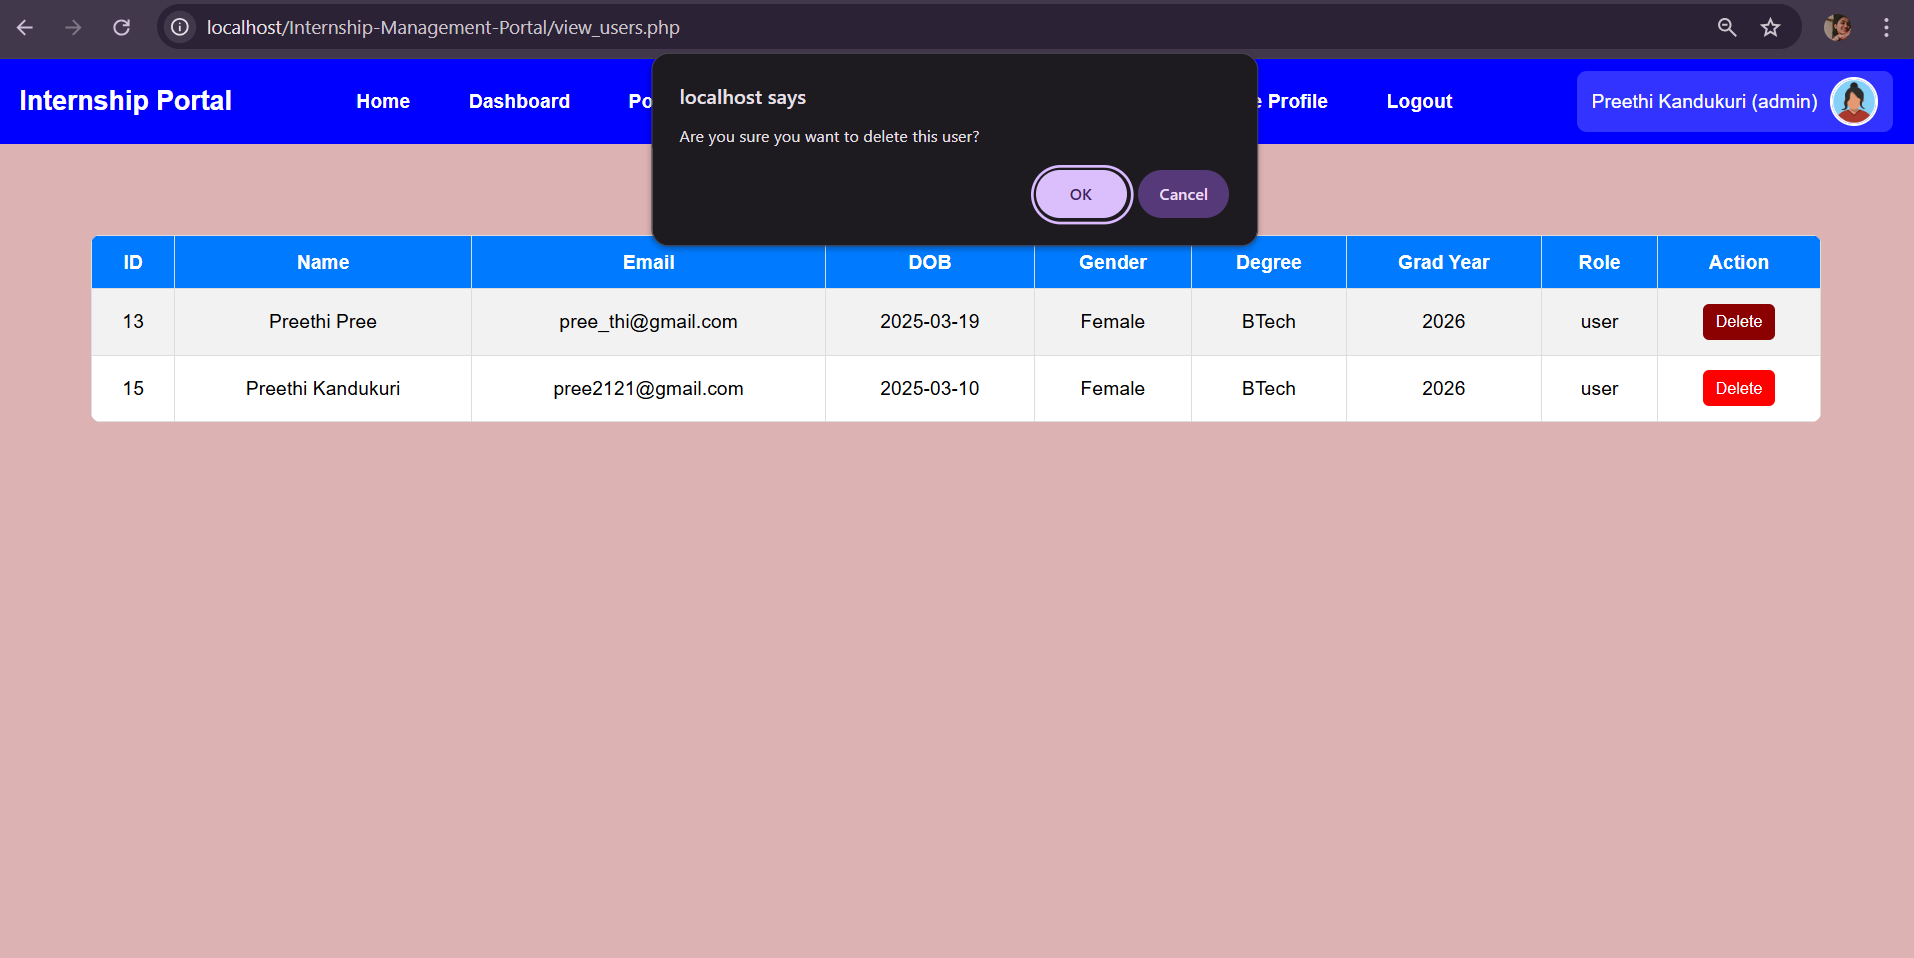 localhost/Internship-Management-Portal/view_users.php
Internship Portal Home Dashboard Profile Logout Preethi Kandukuri (admin)
localhost says
Are you sure you want to delete this user?
OK Cancel
ID Name Email DOB Gender Degree Grad Year Role Action
13 Preethi Pree pree_thi@gmail.com 2025-03-19 Female BTech 2026 user Delete
15 Preethi Kandukuri pree2121@gmail.com 2025-03-10 Female BTech 2026 user Delete